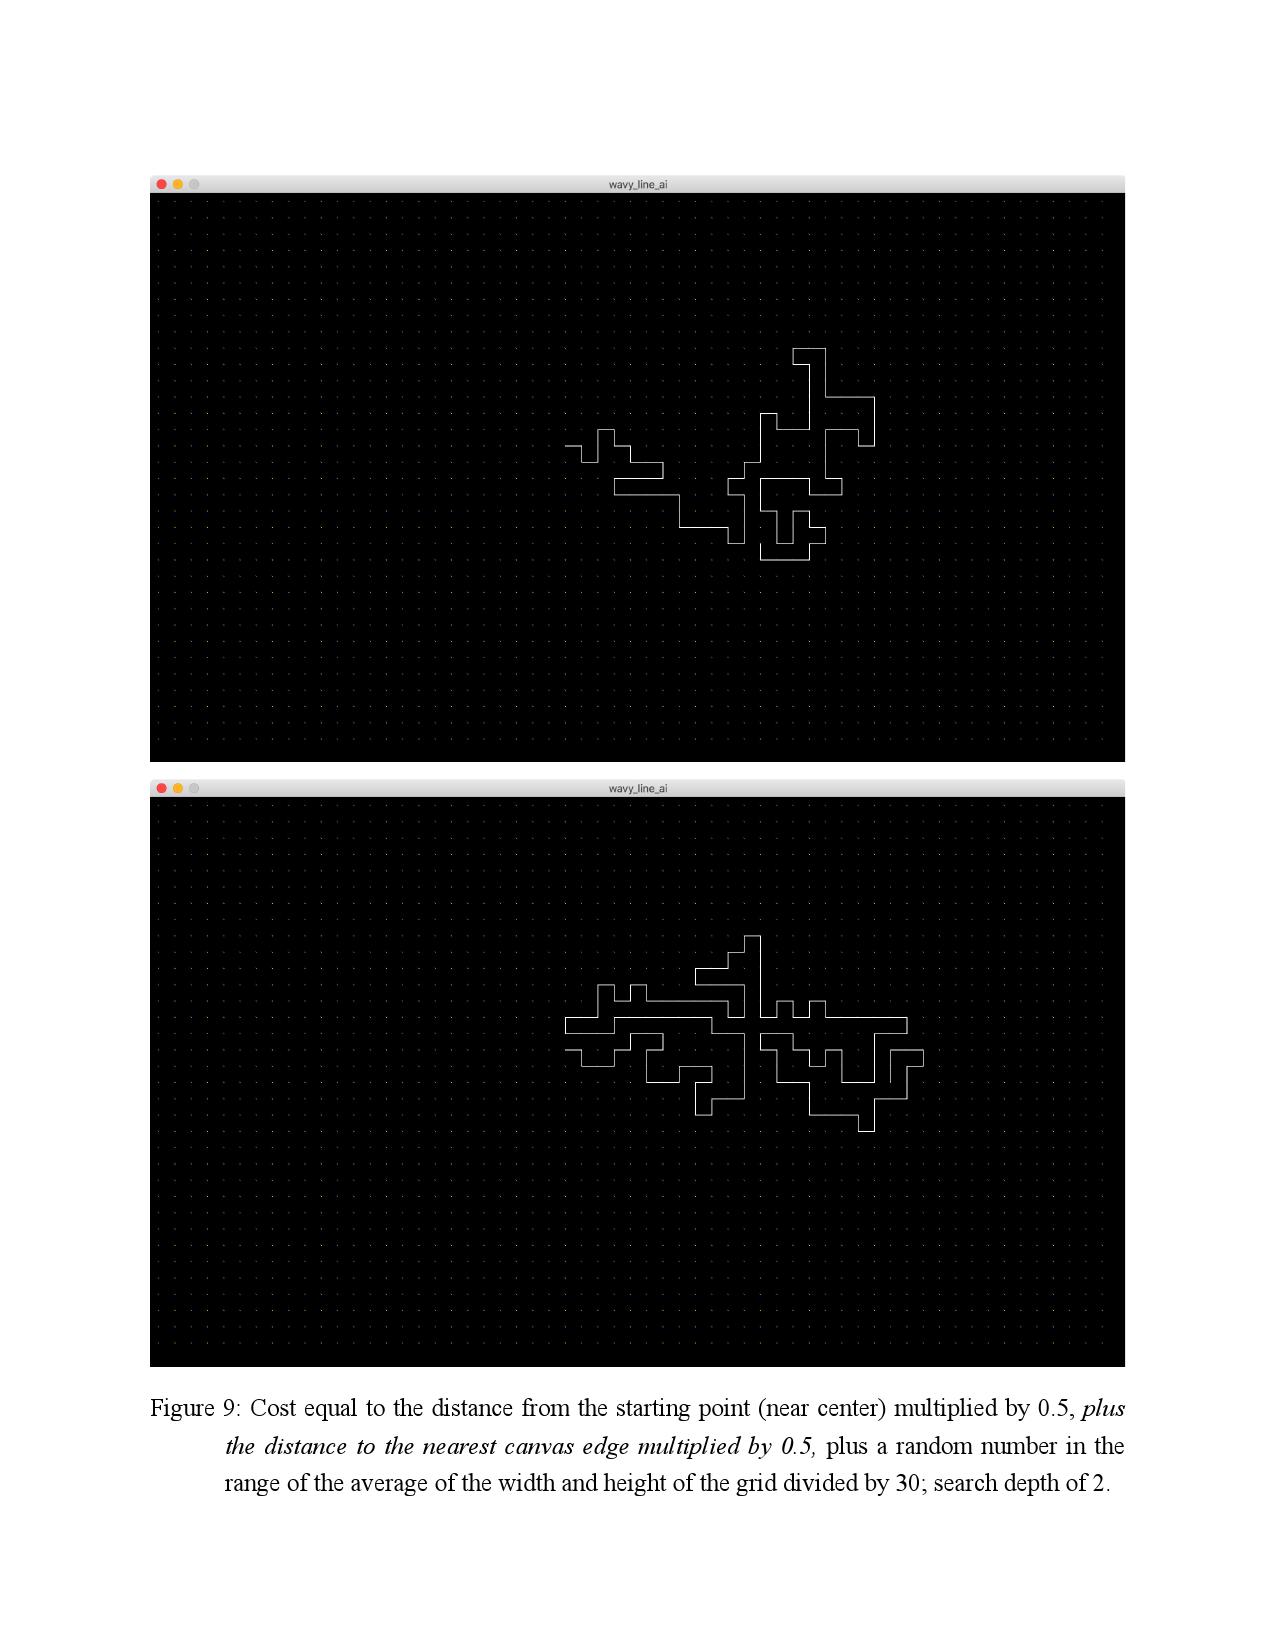 wavy_line_ai
wavy_line_ai
Figure 9: Cost equal to the distance from the starting point (near center) multiplied by 0.5, plus
the distance to the nearest canvas edge multiplied by 0.5, plus a random number in the
range of the average of the width and height of the grid divided by 30; search depth of 2.